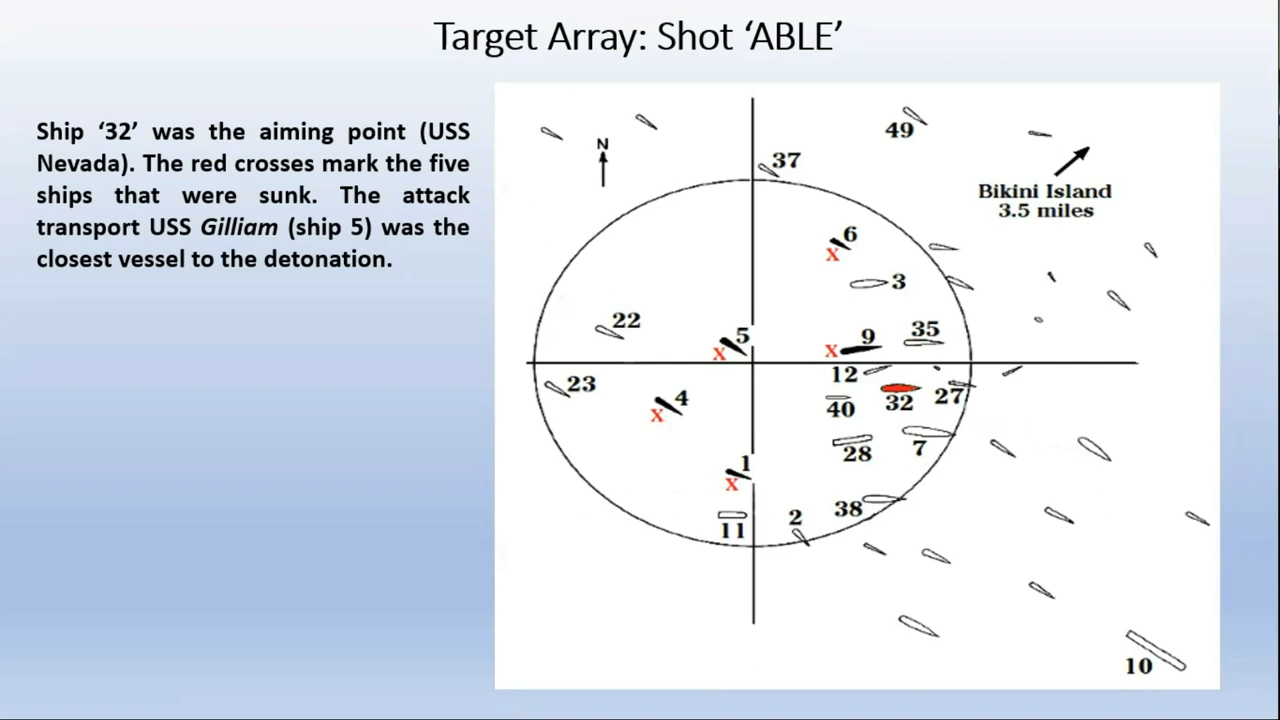 Target Array: Shot ‘ABLE’
Ship ‘32’ was the aiming point (USS
Nevada). The red crosses mark the five
ships that were sunk. The attack
transport USS Gilliam (ship 5) was the
closest vessel to the detonation.
49
N
37
Bikini Island
3.5 miles
6
X
3
22
5
X
9
X
35
12
23
4
X
40
32
27
28
7
1
X
38
2
11
10